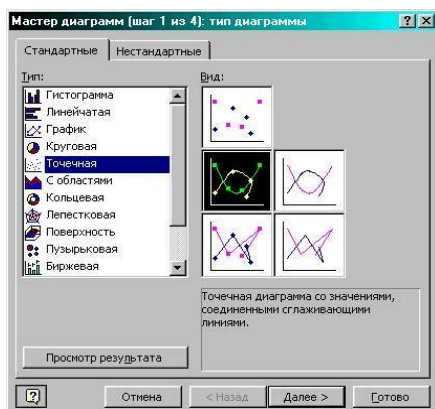 Мастер диаграмм (шаг 1 из 4): тип диаграммы
Стандартные
Нестандартные
Тип:
Вид:
Гистограмма
Линейчатая
График
Круговая
Точечная
С областями
Кольцевая
Лепестковая
Поверхность
Пузырьковая
Биржевая
Точечная диаграмма со значениями,
соединенными сглаживающими
линиями.
Просмотр результата
Отмена
< Назад
Далее >
Готово